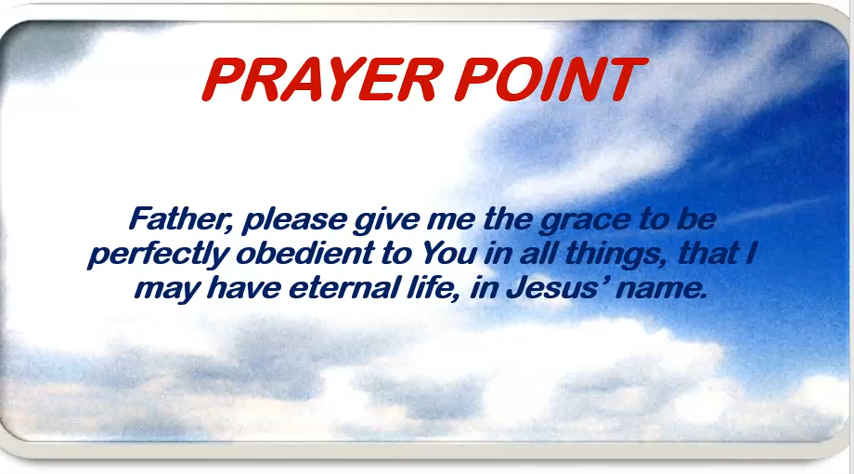 PRAYER POINT
Father, please give me the grace to be
perfectly obedient to You in all things, that I
may have eternal life, in Jesus’ name.